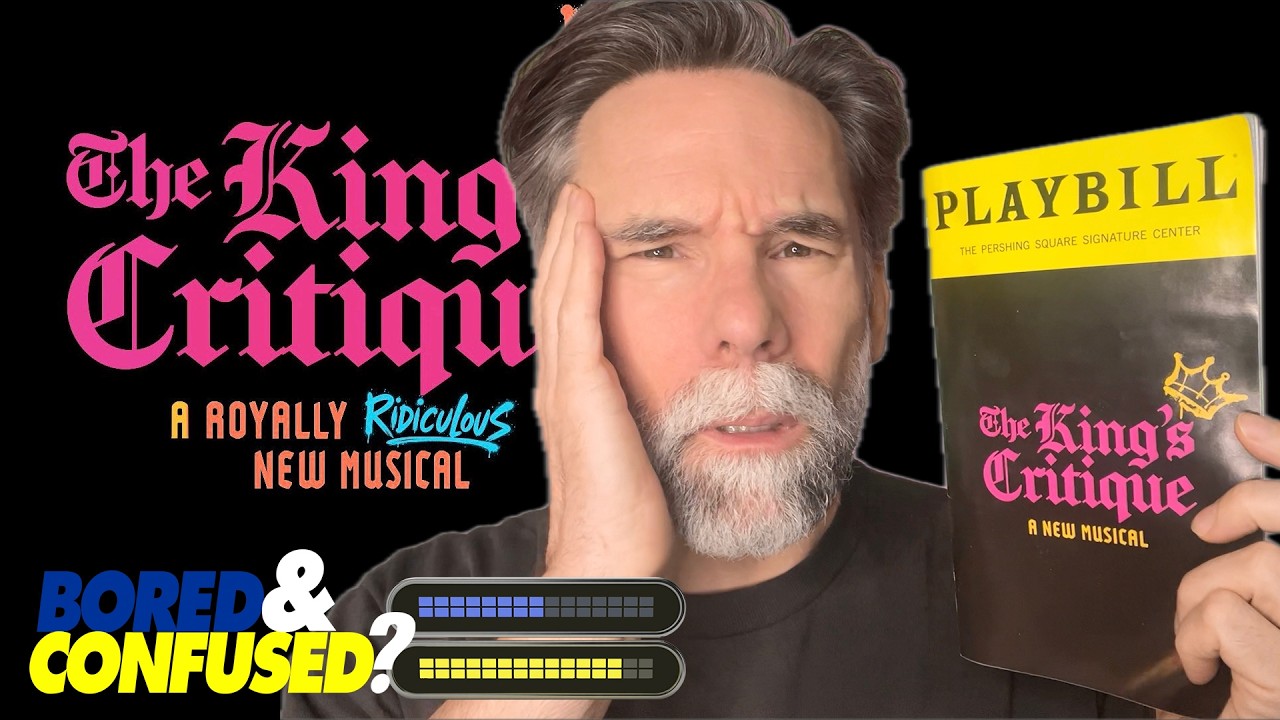 The King
Critiqu
A ROYALLY RiDiCuLouS
NEW MUSICAL
BORED &
CONFUSED?
PLAYBILL
THE PERSHING SQUARE SIGNATURE CENTER
The King's
Critique
A NEW MUSICAL